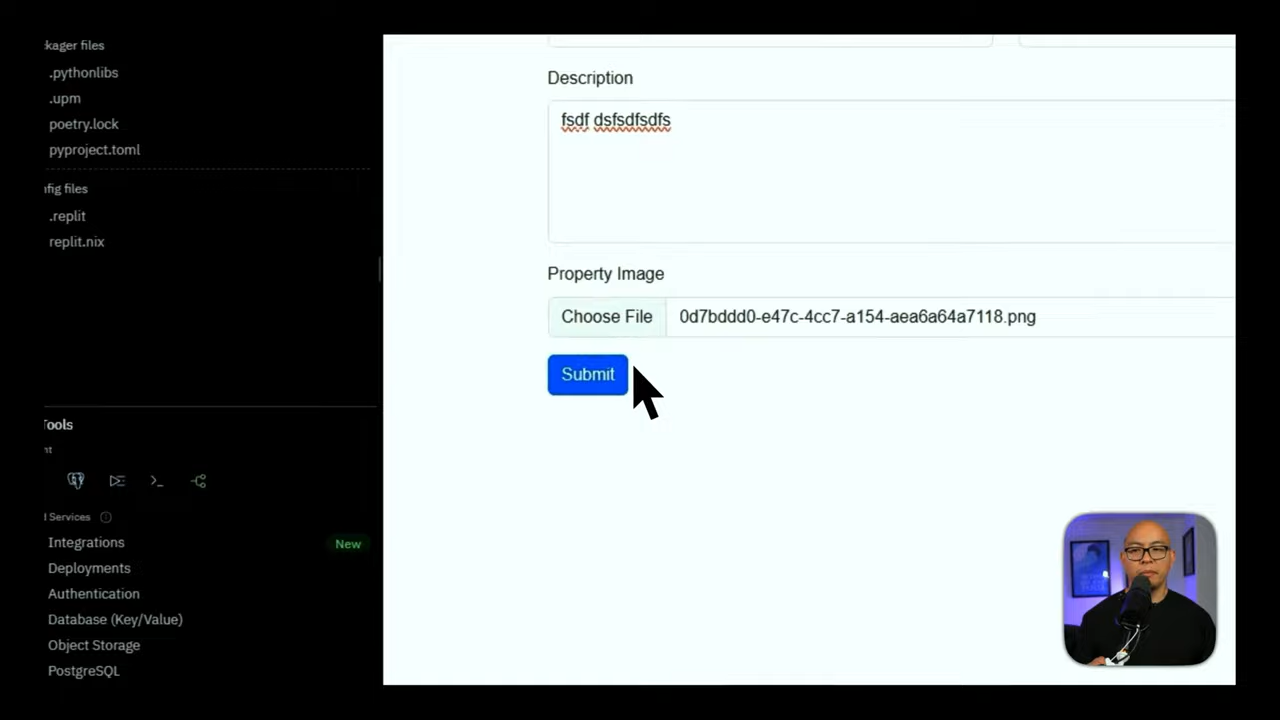 kager files
.pythonlibs
.upm
poetry.lock
pyproject.toml
nfig files
.replit
replit.nix
Tools
nt
d Services
Integrations
New
Deployments
Authentication
Database (Key/Value)
Object Storage
PostgreSQL
Description
fsdf dsfsdfsdfs
Property Image
Choose File 0d7bddd0-e47c-4cc7-a154-aea6a64a7118.png
Submit